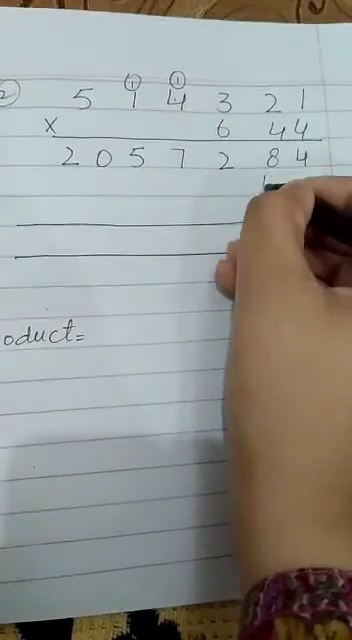 2
1 1
5 1 4 3 2 1
x 6 4 4
2 0 5 7 2 8 4
oduct=